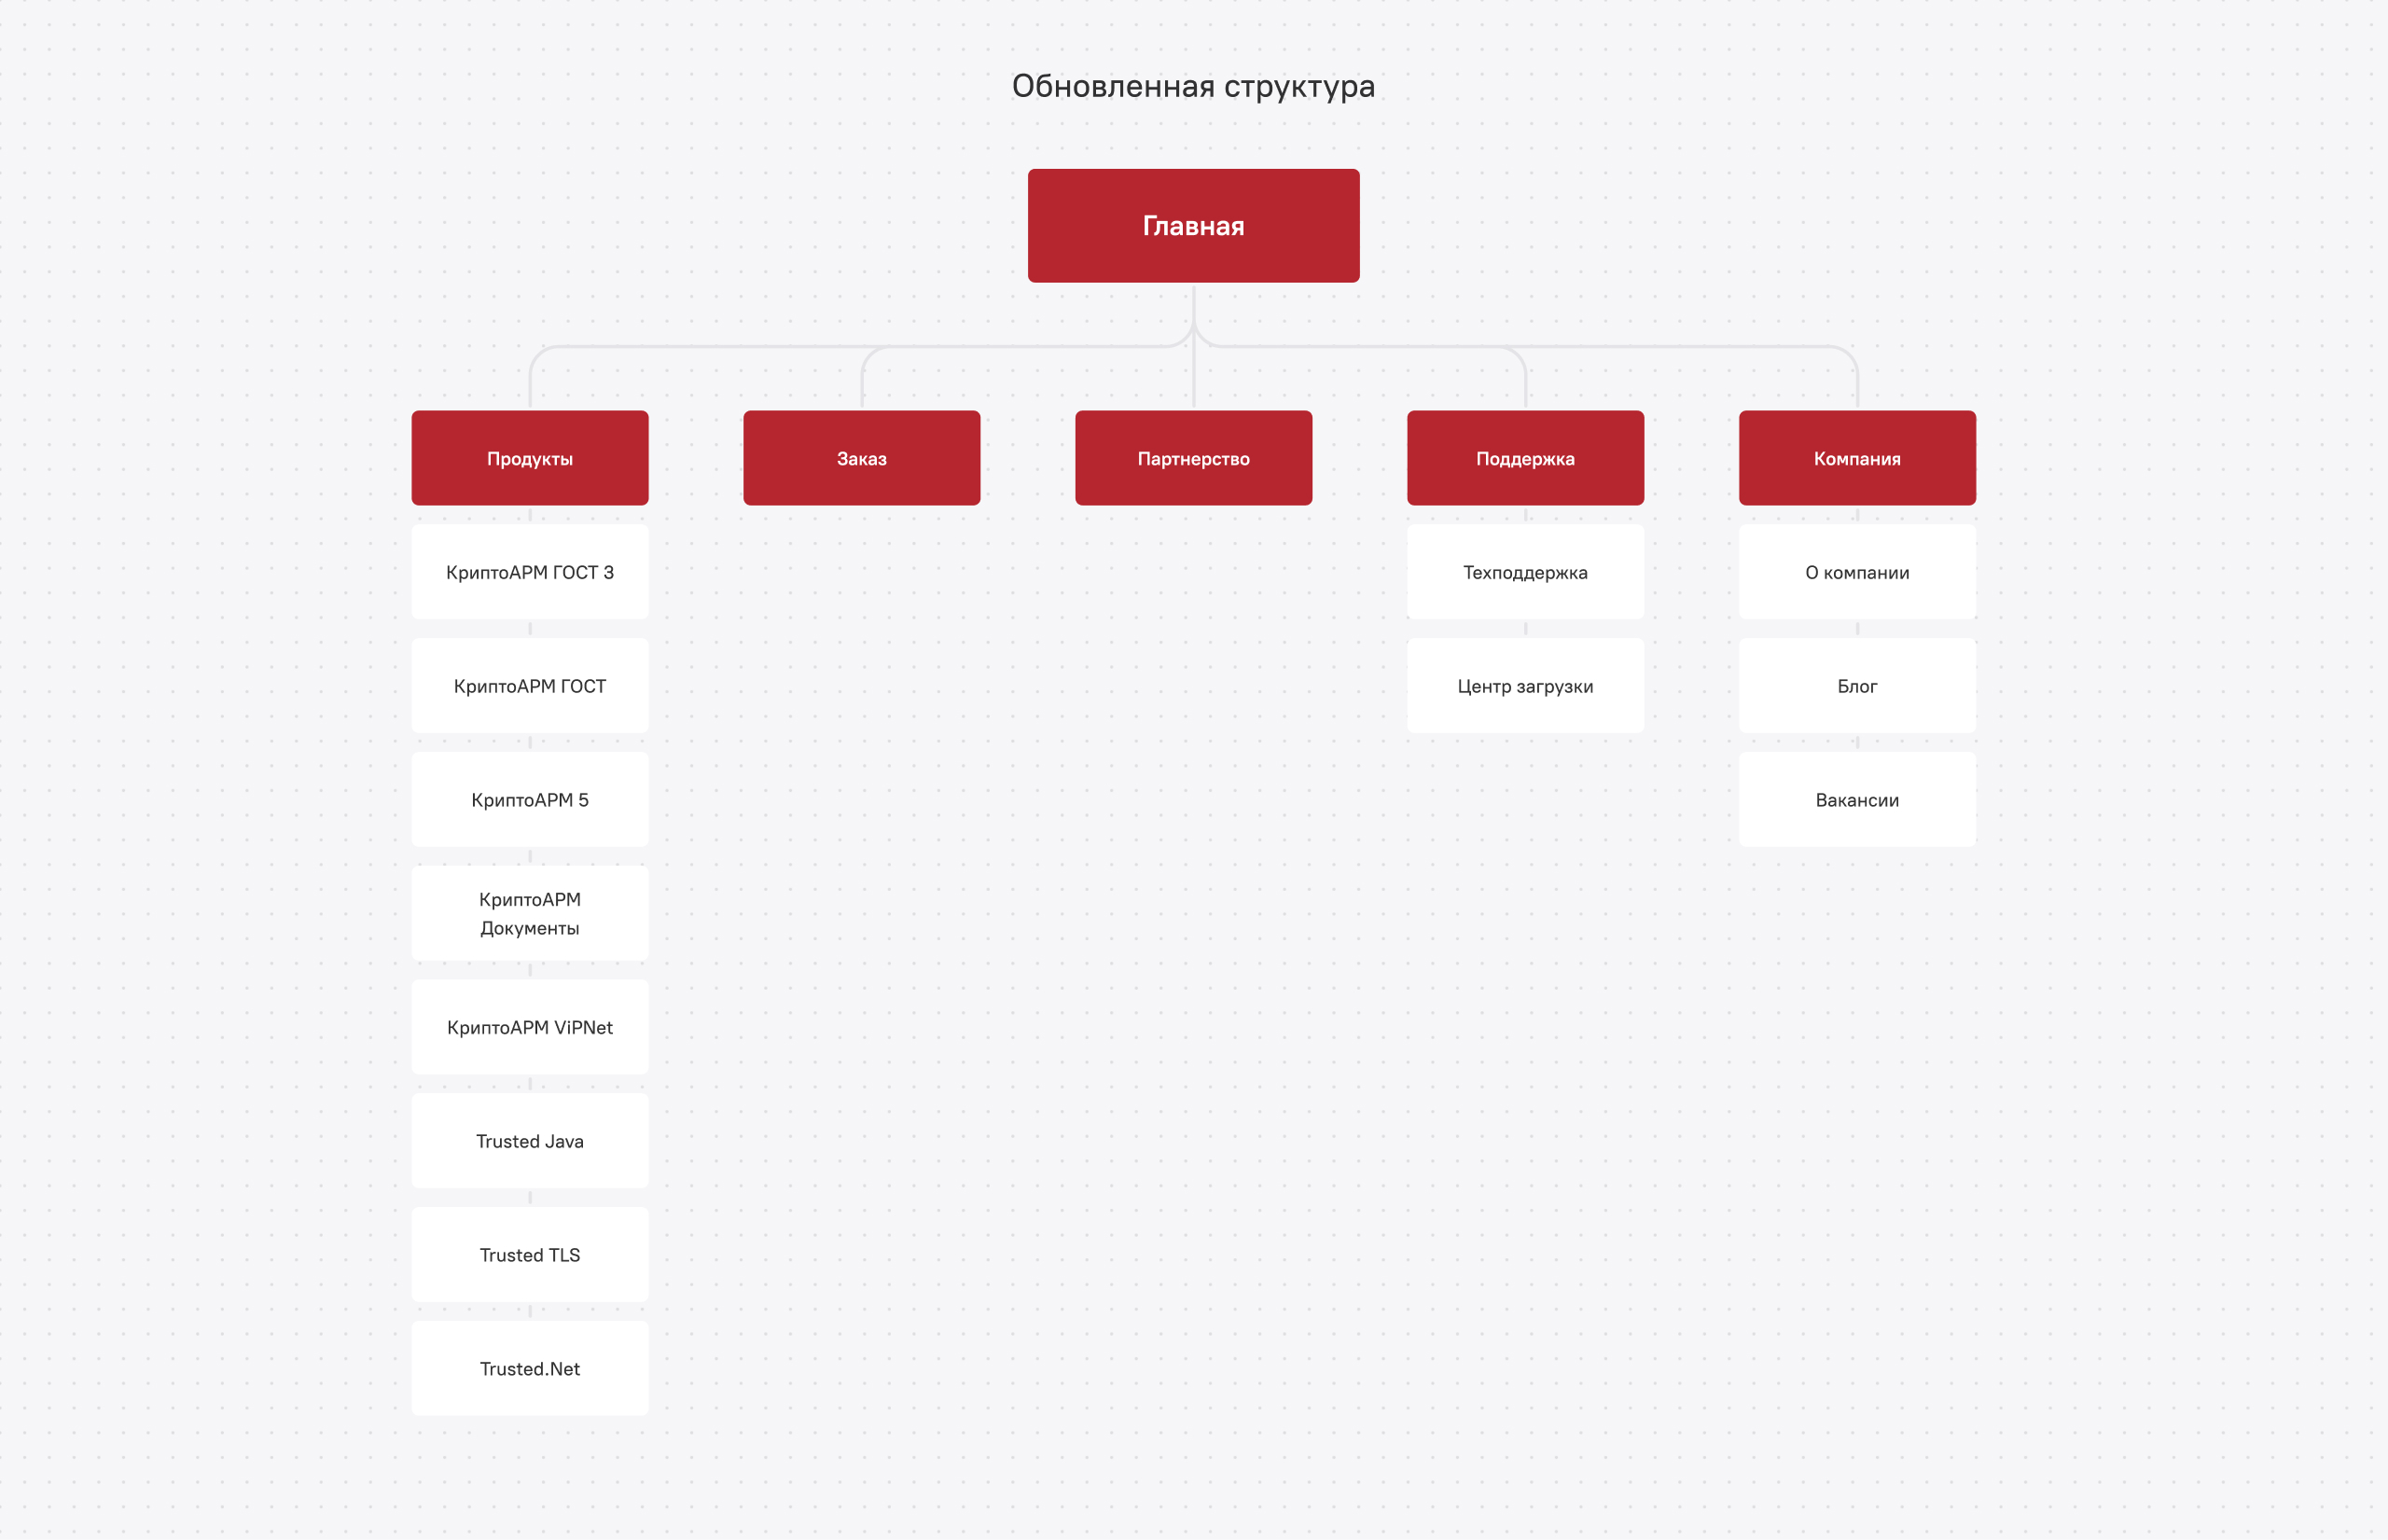 Обновленная структура
Главная
Продукты
Заказ
Партнерство
Поддержка
Компания
КриптоАРМ ГОСТ 3
КриптоАРМ ГОСТ
КриптоАРМ 5
КриптоАРМ
Документы
КриптоАРМ ViPNet
Trusted Java
Trusted TLS
Trusted.Net
Техподдержка
Центр загрузки
О компании
Блог
Вакансии